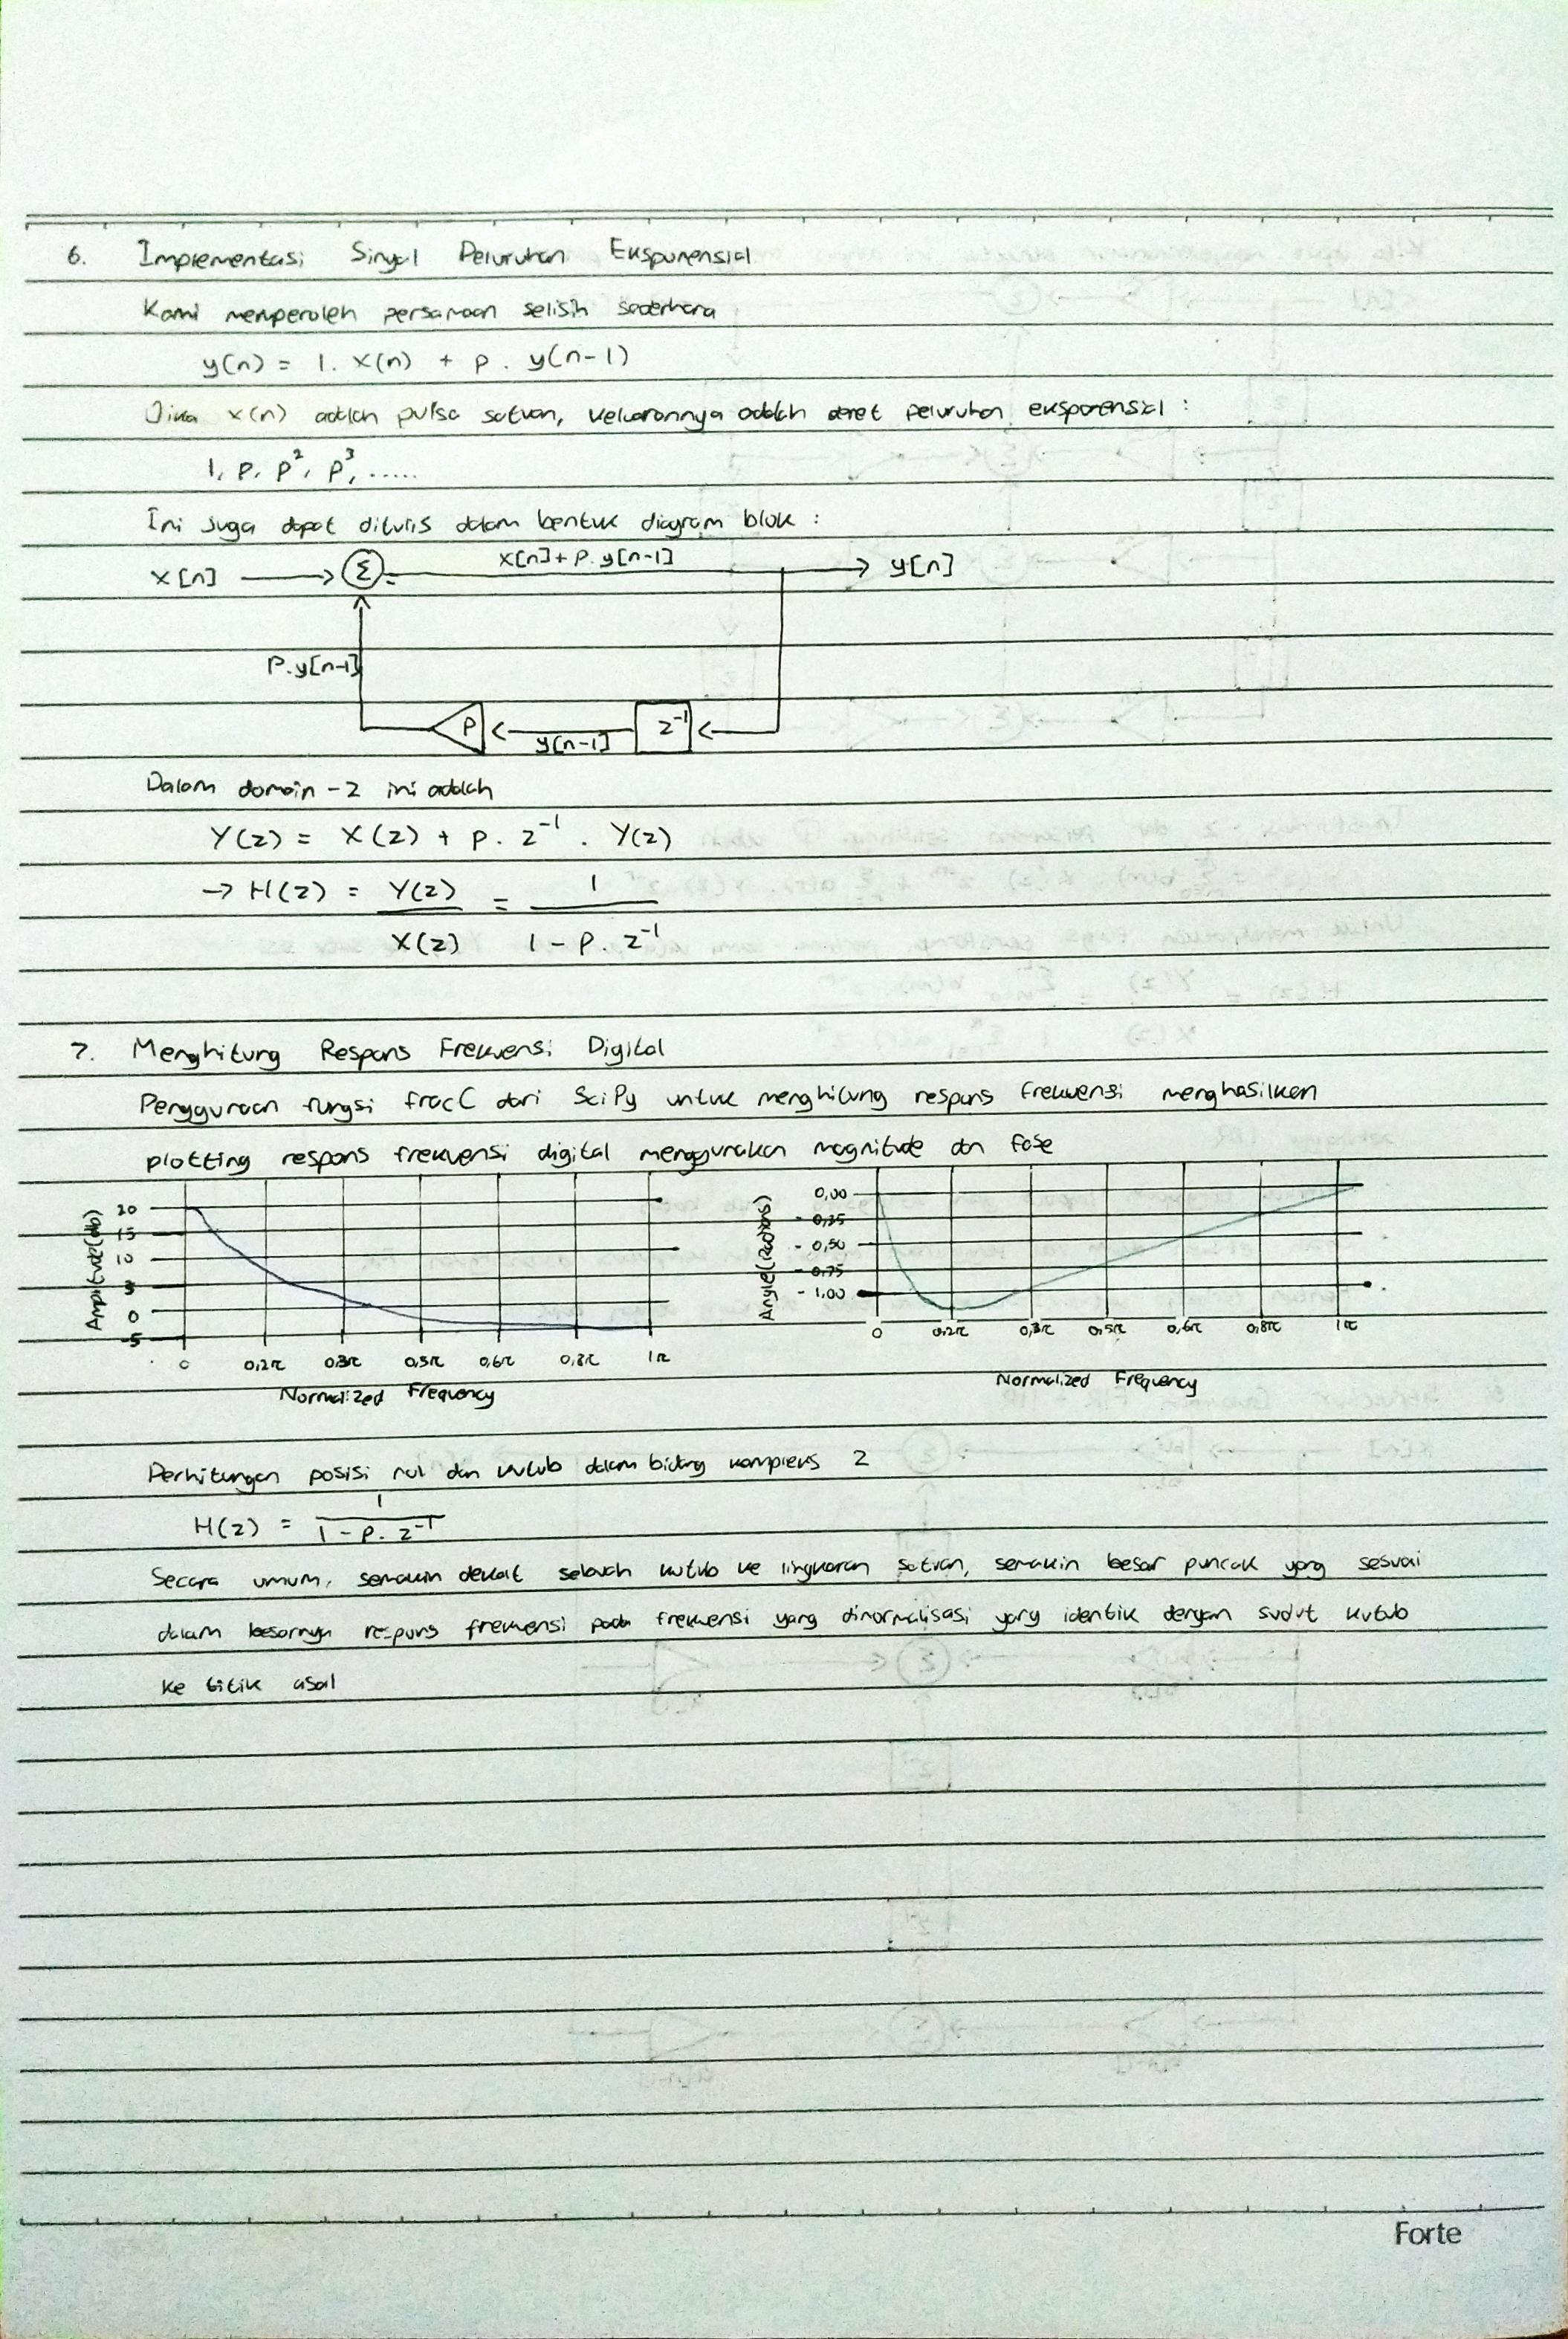 6. Implementasi Sinyal Peluruhan Eksponensial
Kami memperoleh persamaan selisih sederhana
y(n) = 1. x(n) + p . y(n-1)
Jika x(n) adalah pulsa satuan, keluarannya adalah deret peluruhan eksponensial :
1, p, p², p³, .....
Ini juga dapat ditulis dalam bentuk diagram blok :
x[n] Σ x[n]+p.y[n-1] y[n]
P.y[n-1]
p y[n-1] z⁻¹
Dalam domain-z ini adalah
Y(z) = X(z) + p. z⁻¹ . Y(z)
→ H(z) = Y(z) / X(z) = 1 / 1 - p. z⁻¹
7. Menghitung Respons Frekuensi Digital
Penggunaan fungsi dari SciPy untuk menghitung respons frekuensi menghasilkan
plotting respons frekuensi digital menggunakan magnitude dan fase
Amplitude (db)
20
15
10
5
0
-5
0 0,2π 0,3π 0,5π 0,6π 0,8π 1π
Normalized Frequency
Angle (Radians)
0,00
- 0,25
- 0,50
- 0,75
- 1,00
0 0,2π 0,3π 0,5π 0,6π 0,8π 1π
Normalized Frequency
Perhitungan posisi nol dan kutub dalam bidang kompleks z
H(z) = 1 / 1 - p. z⁻¹
Secara umum, semakin dekat sebuah kutub ke lingkaran satuan, semakin besar puncak yang sesuai
dalam besarnya respons frekuensi pada frekuensi yang dinormalisasi yang identik dengan sudut kutub
ke titik asal
Forte